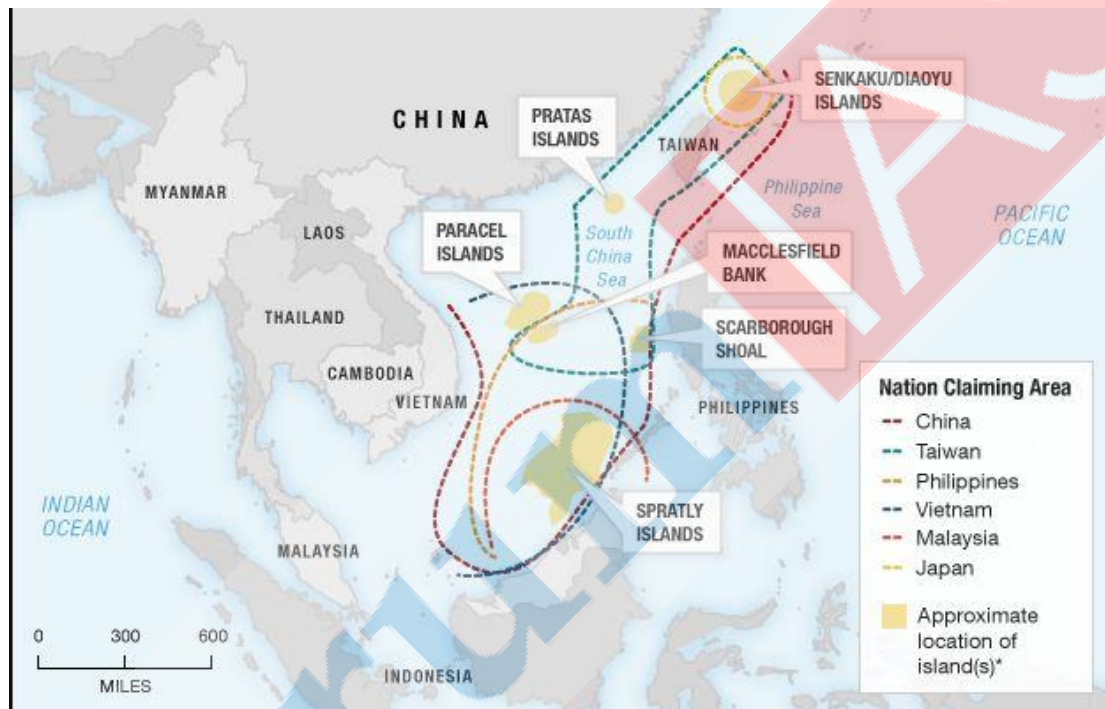 SENKAKU/DIAOYU
ISLANDS
CHINA
PRATAS
ISLANDS
TAIWAN
MYANMAR
Philippine
Sea
PACIFIC
OCEAN
LAOS
PARACEL
ISLANDS
South
China
Sea
MACCLESFIELD
BANK
THAILAND
SCARBOROUGH
SHOAL
CAMBODIA
VIETNAM
PHILIPPINES
Nation Claiming Area
China
Taiwan
Philippines
Vietnam
Malaysia
Japan
Approximate
location of
island(s)*
INDIAN
OCEAN
SPRATLY
ISLANDS
MALAYSIA
0 300 600
MILES
INDONESIA